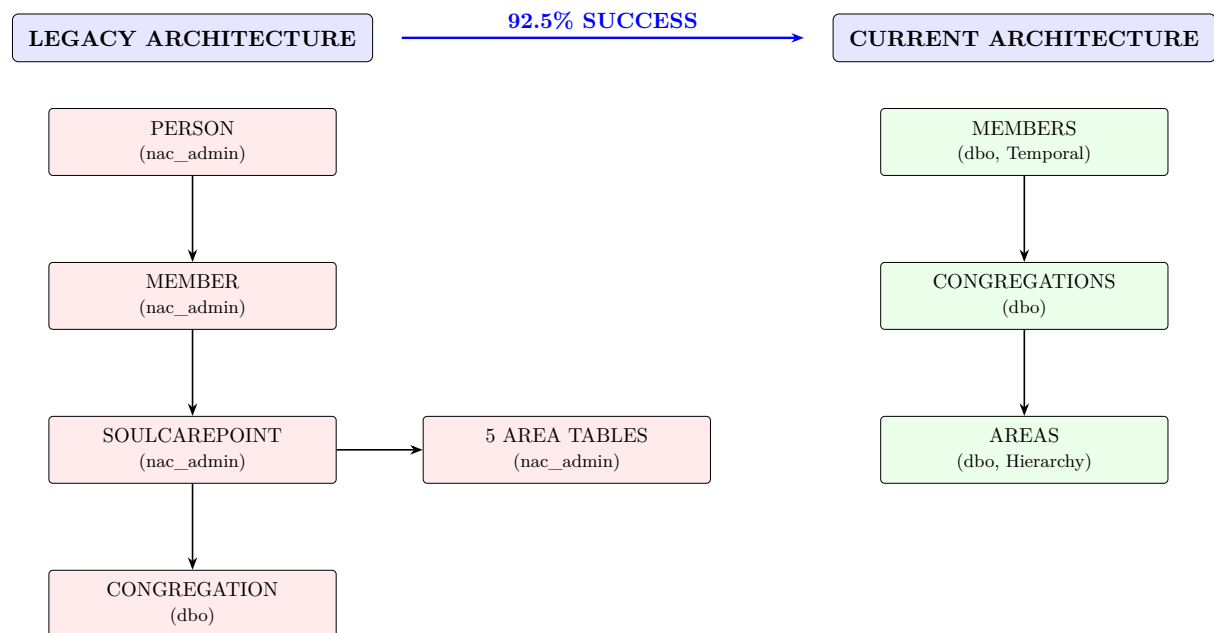 92.5% SUCCESS
LEGACY ARCHITECTURE
CURRENT ARCHITECTURE
PERSON
(nac_admin)
MEMBERS
(dbo, Temporal)
MEMBER
(nac_admin)
CONGREGATIONS
(dbo)
SOULCAREPOINT
(nac_admin)
5 AREA TABLES
(nac_admin)
AREAS
(dbo, Hierarchy)
CONGREGATION
(dbo)